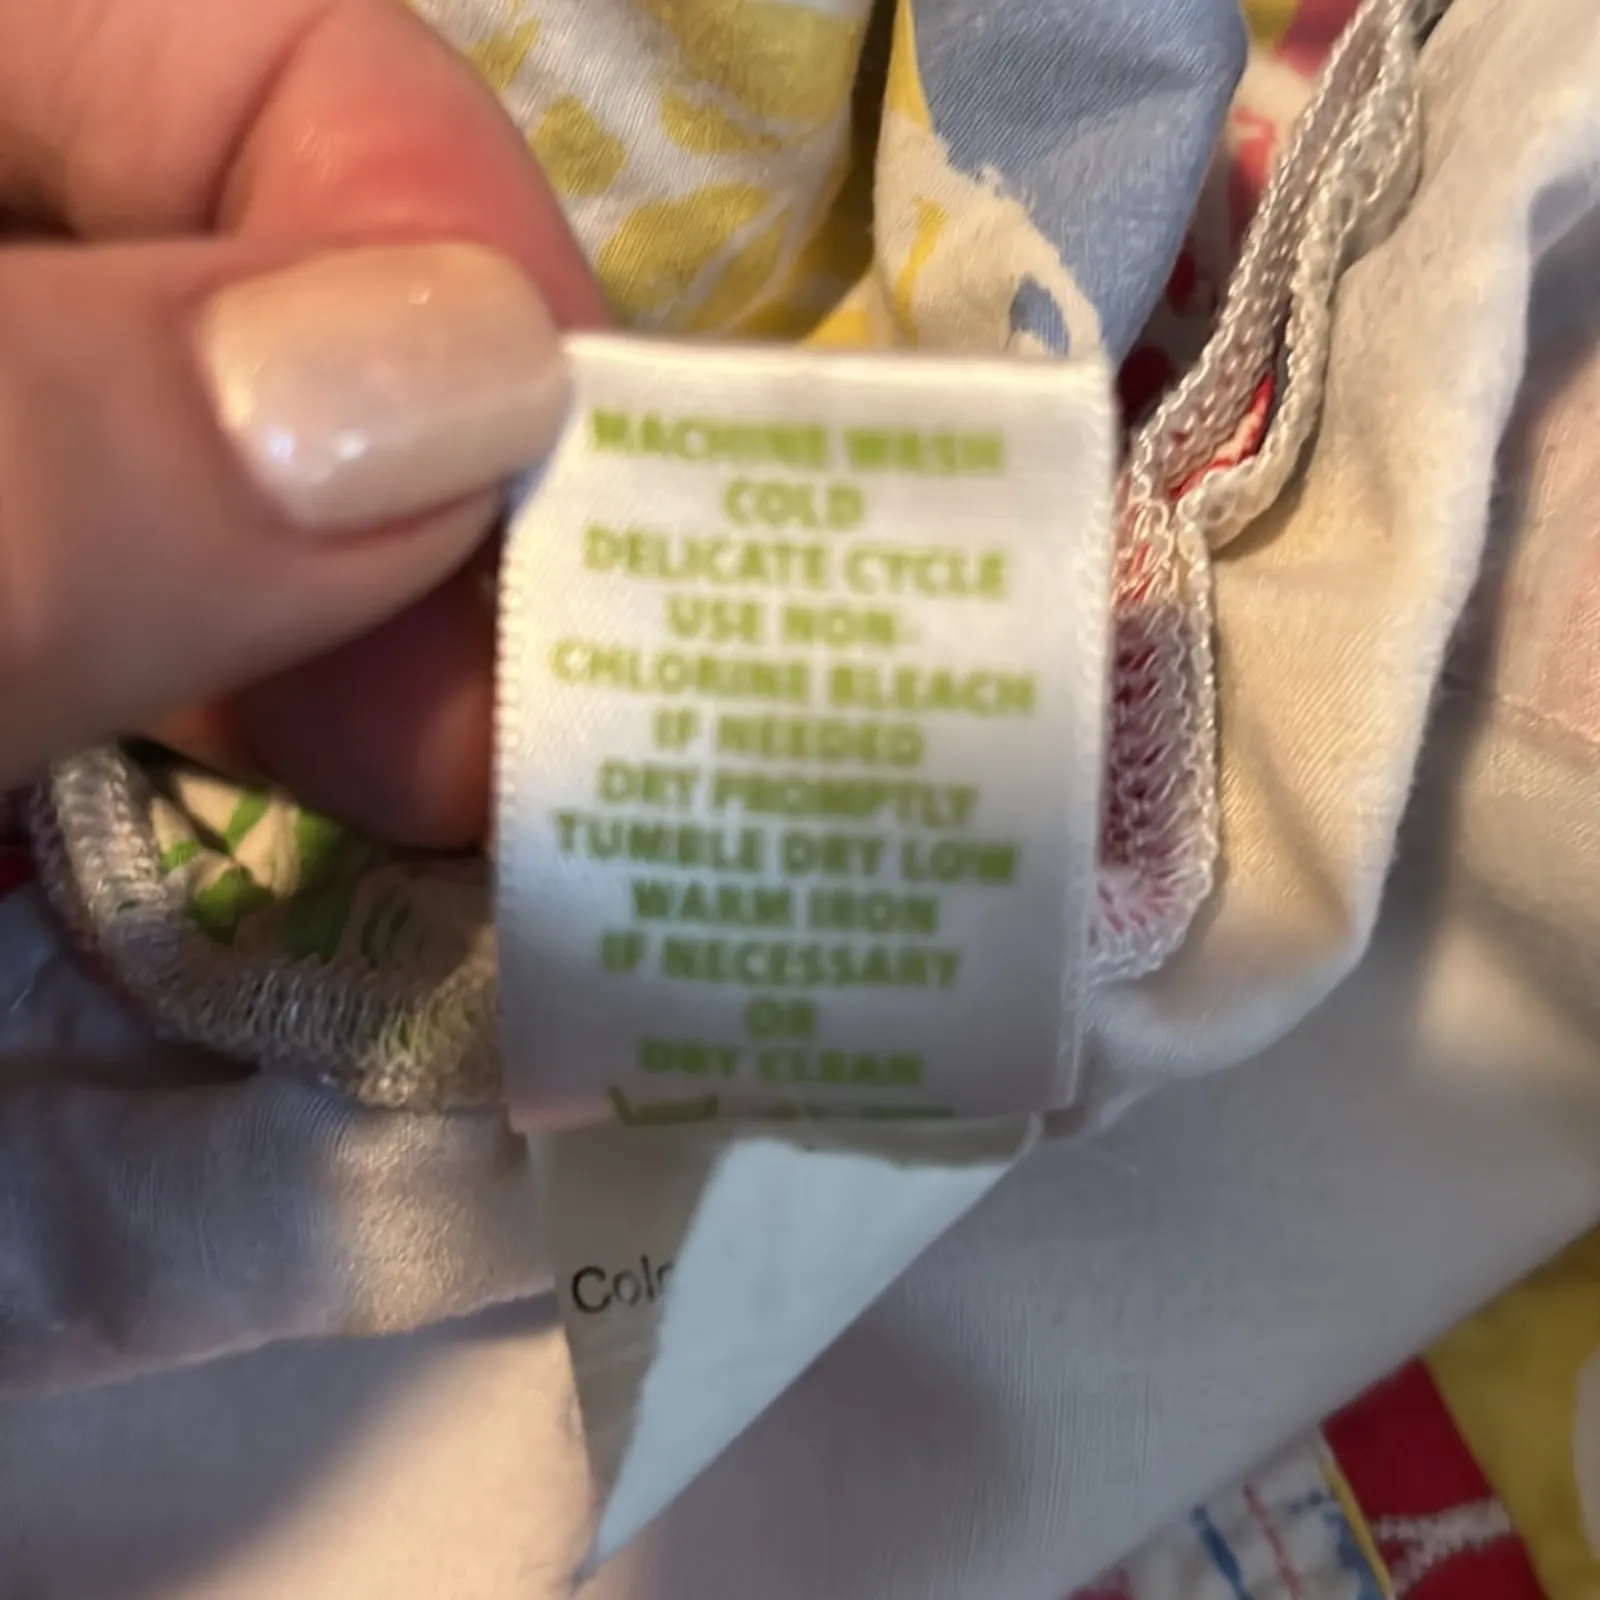 MACHINE WASH
COLD
DELICATE CYCLE
USE NON-
CHLORINE BLEACH
IF NEEDED
DRY PROMPTLY
TUMBLE DRY LOW
WARM IRON
IF NECESSARY
OR
DRY CLEAN
Colo